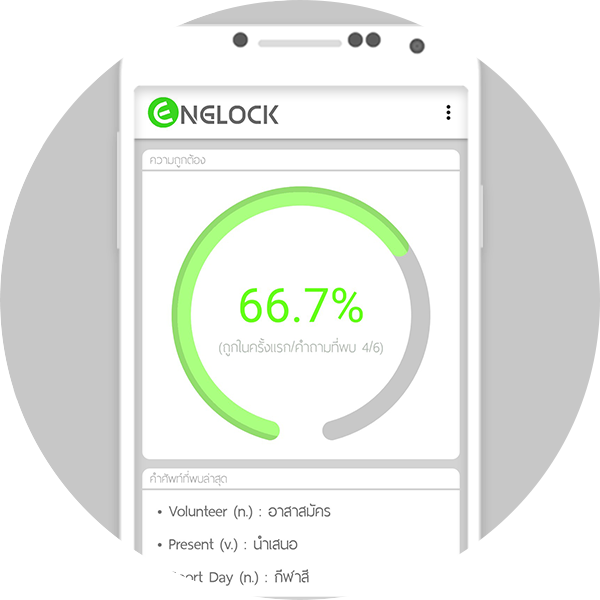 ENGLOCK
ความถูกต้อง
66.7%
(ถูกในครั้งแรก/คำถามที่พบ 4/6)
คำศัพท์ที่พบล่าสุด
• Volunteer (n.) : อาสาสมัคร
• Present (v.) : นำเสนอ
Day (n.) : กีฬาสี